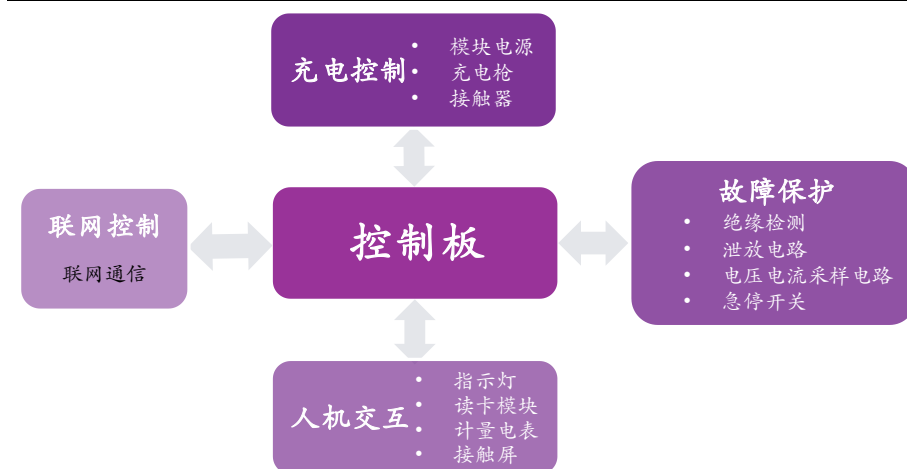 充电控制
• 模块电源
• 充电枪
• 接触器
联网控制
联网通信
控制板
故障保护
• 绝缘检测
• 泄放电路
• 电压电流采样电路
• 急停开关
人机交互
• 指示灯
• 读卡模块
• 计量电表
• 接触屏